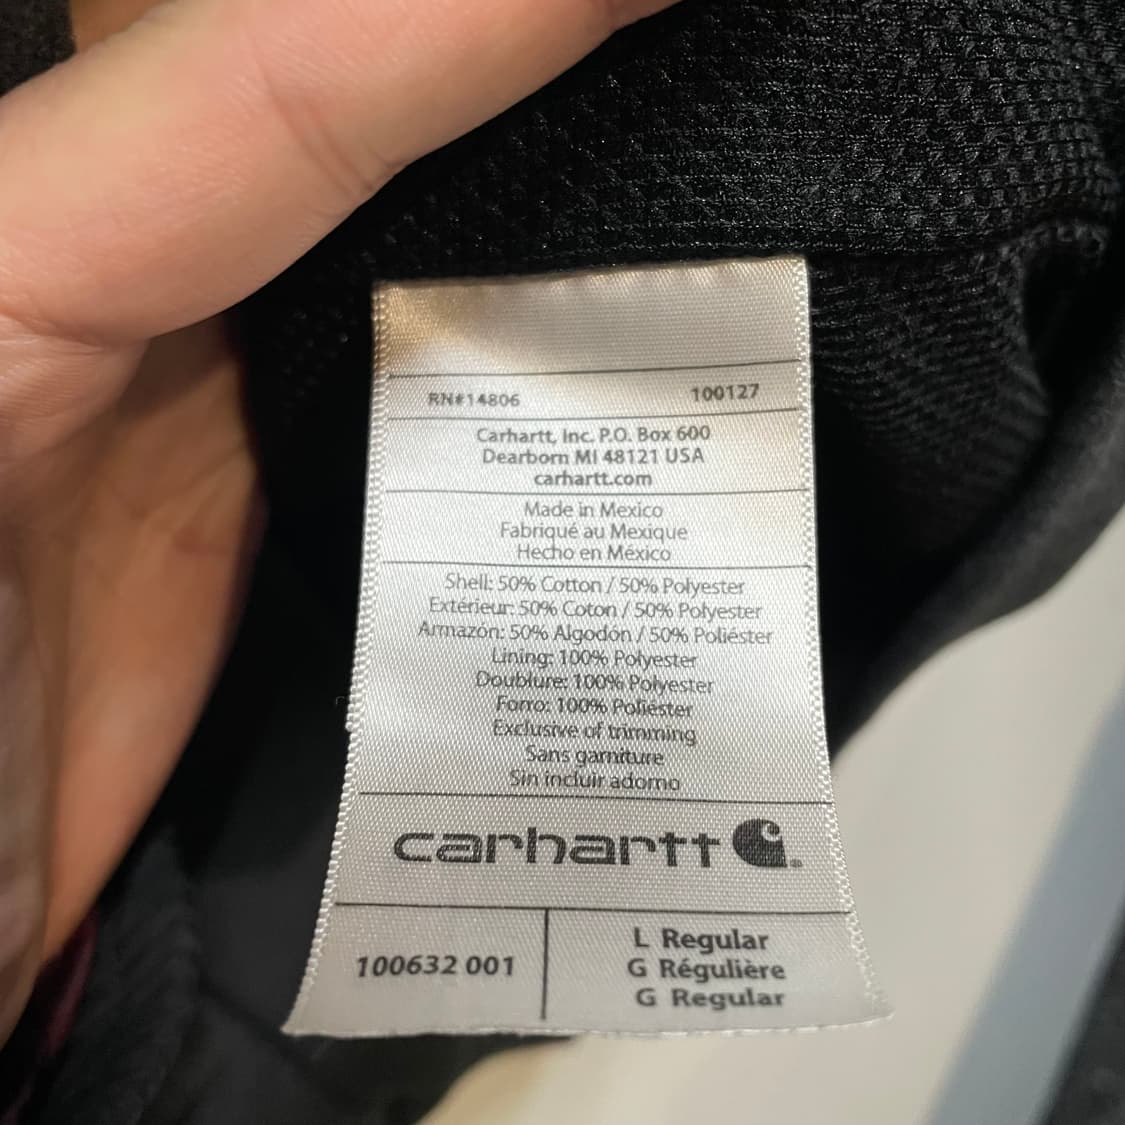 RN#14806 100127
Carhartt, Inc. P.O. Box 600
Dearborn MI 48121 USA
carhartt.com
Made in Mexico
Fabriqué au Mexique
Hecho en México
Shell: 50% Cotton / 50% Polyester
Extérieur: 50% Coton / 50% Polyester
Armazón: 50% Algodón / 50% Poliéster
Lining: 100% Polyester
Doublure: 100% Polyester
Forro: 100% Poliéster
Exclusive of trimming
Sans garniture
Sin incluir adorno
carhartt
100632 001
L Regular
G Régulière
G Regular